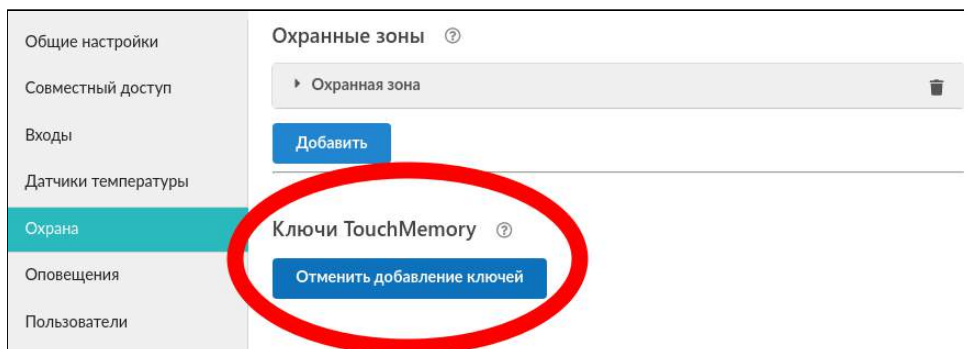 Общие настройки
Совместный доступ
Входы
Датчики температуры
Охрана
Оповещения
Пользователи
Охранные зоны ?
Охранная зона
Добавить
Ключи TouchMemory ?
Отменить добавление ключей